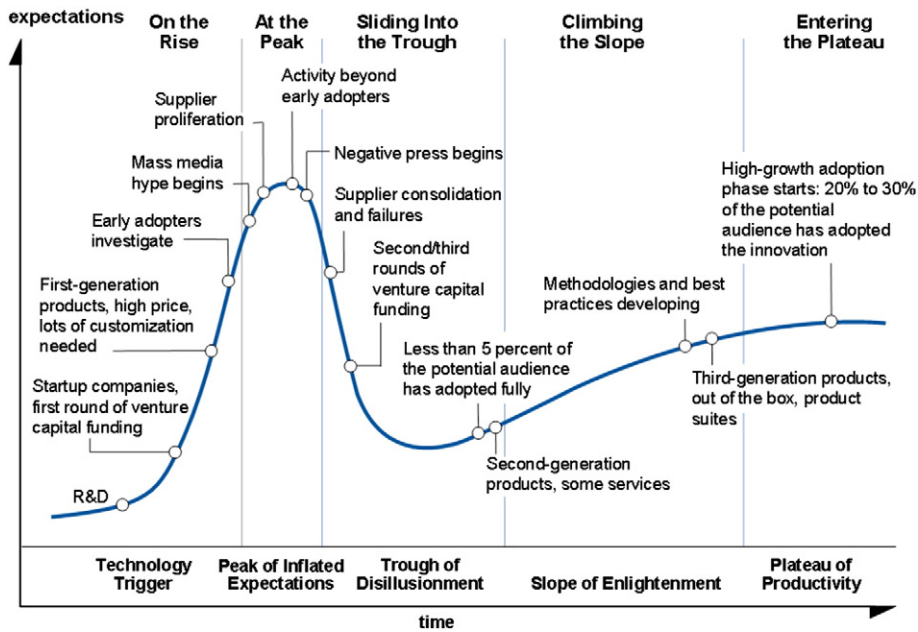 expectations
On the
Rise
At the
Peak
Sliding Into
the Trough
Climbing
the Slope
Entering
the Plateau
Activity beyond
early adopters
Supplier
proliferation
Negative press begins
Mass media
hype begins
High-growth adoption
phase starts: 20% to 30%
of the potential
audience has adopted
the innovation
Supplier consolidation
and failures
Early adopters
investigate
Second/third
rounds of
venture capital
funding
First-generation
products, high price,
lots of customization
needed
Methodologies and best
practices developing
Less than 5 percent of
the potential audience
has adopted fully
Startup companies,
first round of venture
capital funding
Third-generation products,
out of the box, product
suites
Second-generation
products, some services
R&D
Technology
Trigger
Peak of Inflated
Expectations
Trough of
Disillusionment
Slope of Enlightenment
Plateau of
Productivity
time